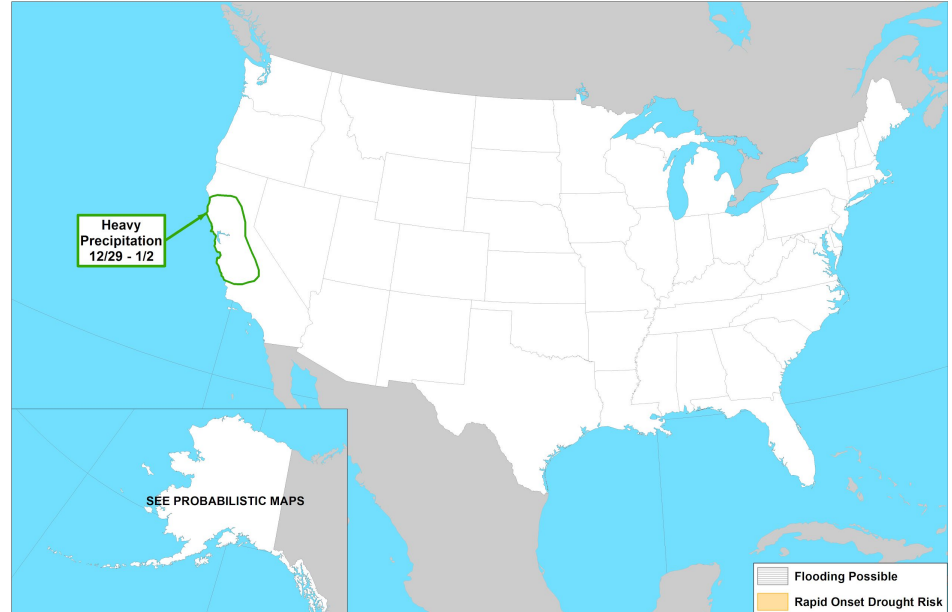 Heavy
Precipitation
12/29 - 1/2
SEE PROBABILISTIC MAPS
Flooding Possible
Rapid Onset Drought Risk